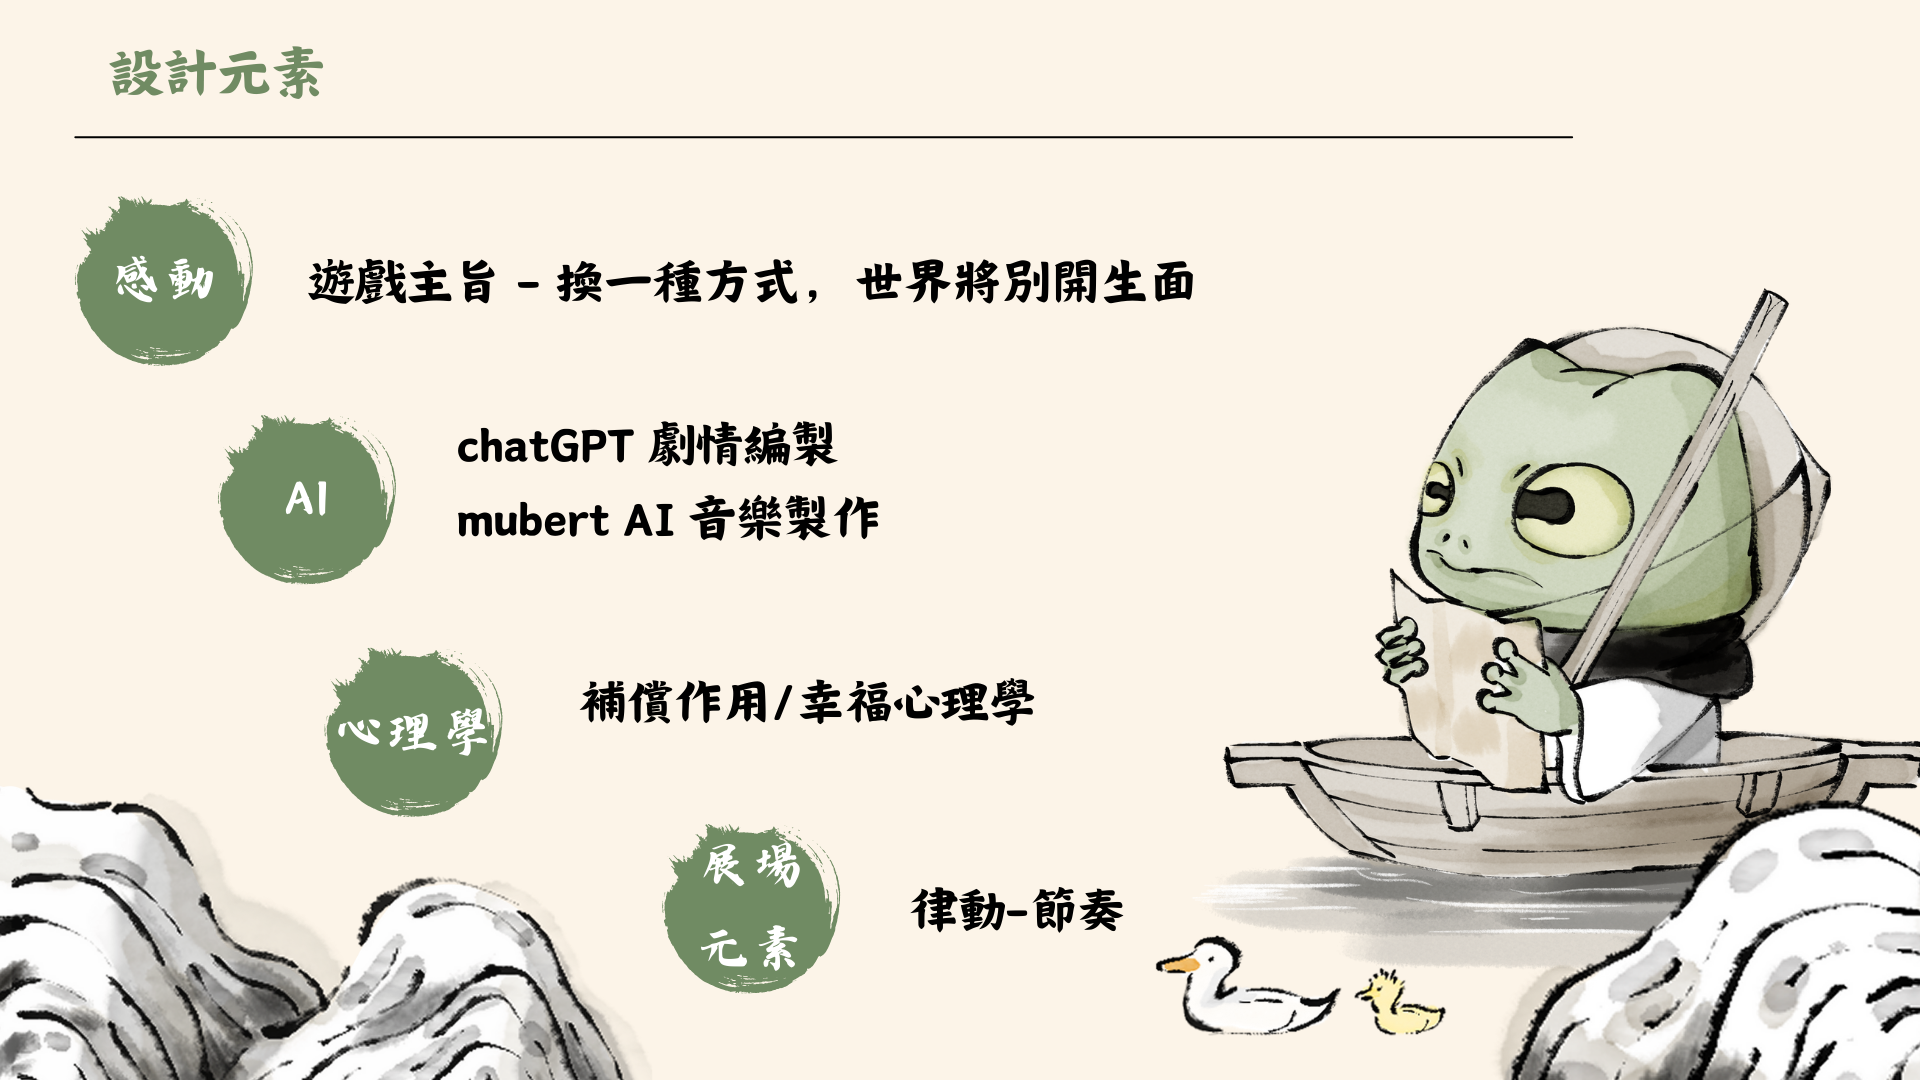 設計元素
感動
遊戲主旨 - 換一種方式，世界將別開生面
AI
chatGPT 劇情編製
mubert AI 音樂製作
心理學
補償作用/幸福心理學
展場
元素
律動-節奏